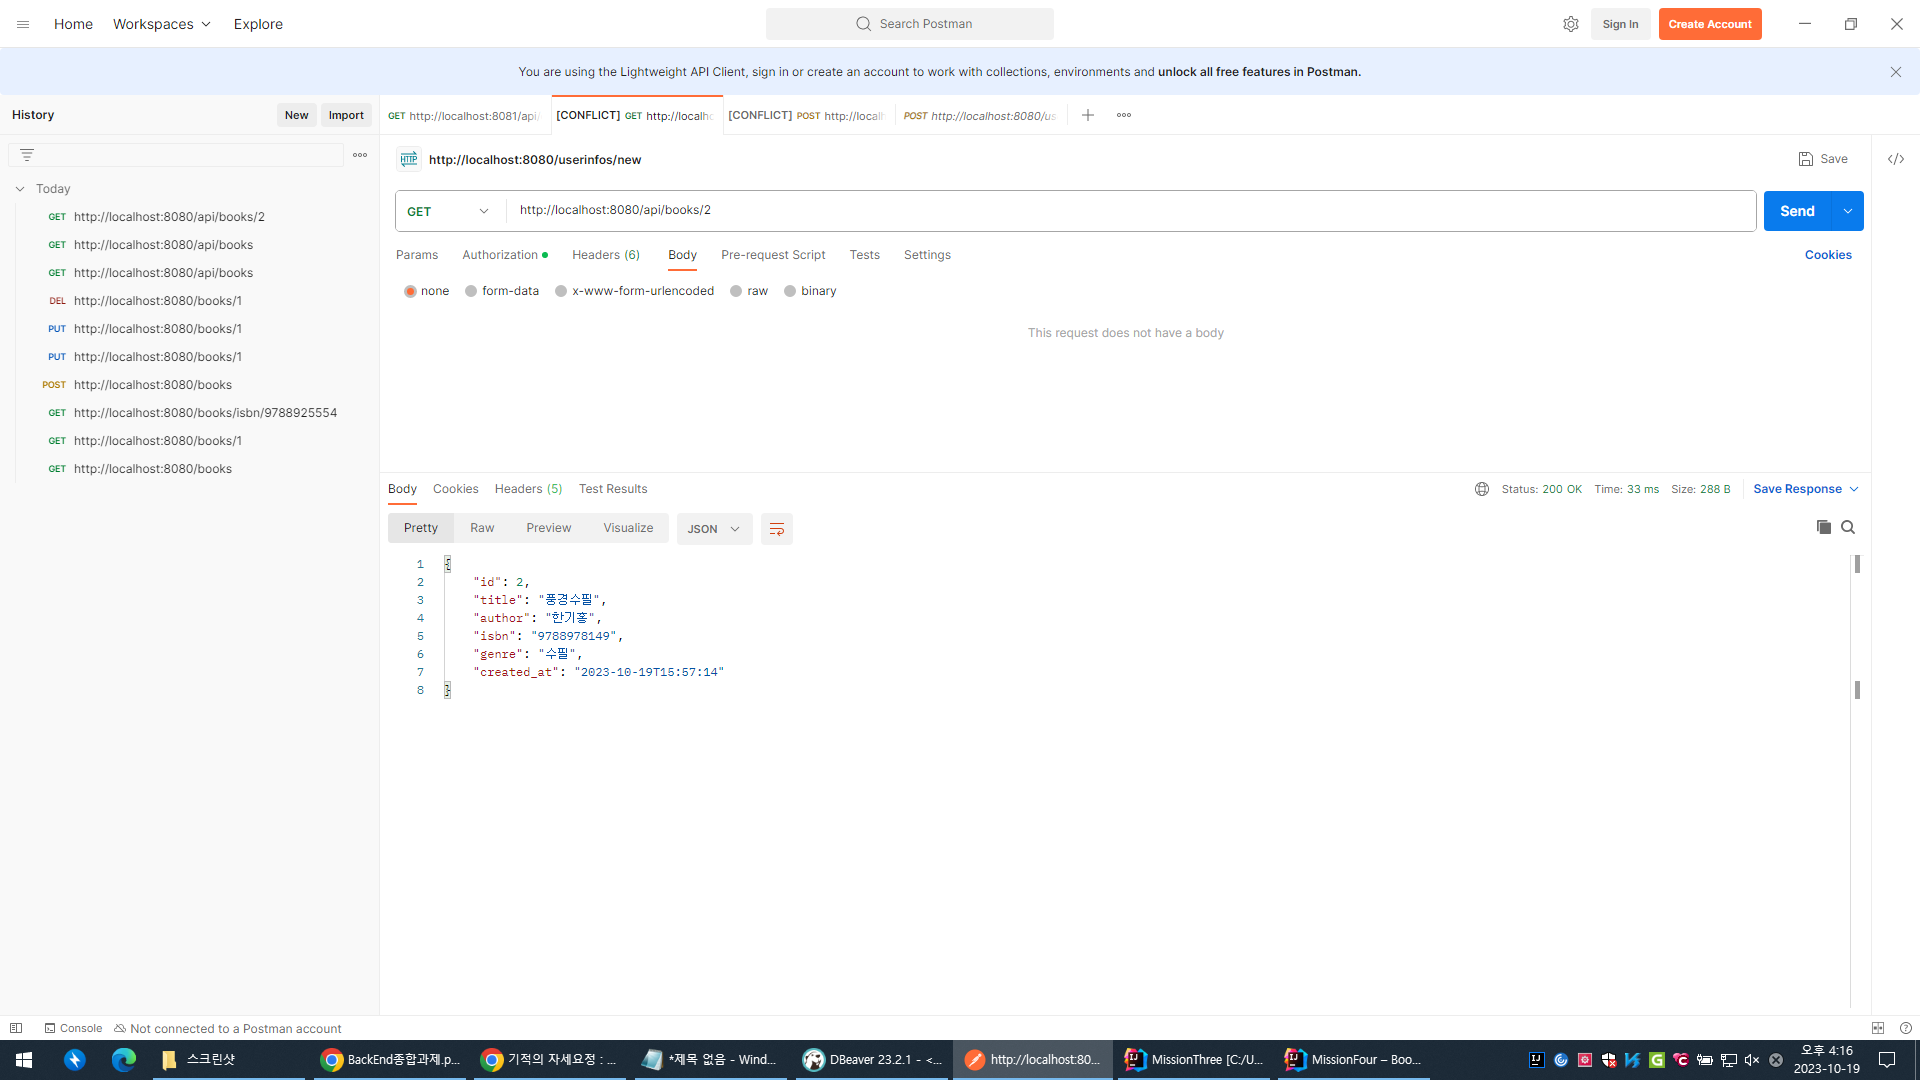 Home Workspaces Explore Search Postman Sign In Create Account
You are using the Lightweight API Client, sign in or create an account to work with collections, environments and unlock all free features in Postman.
History New Import
GET http://localhost:8081/api/ [CONFLICT] GET http://localho [CONFLICT] POST http://local POST http://localhost:8080/us
Today
GET http://localhost:8080/api/books/2
GET http://localhost:8080/api/books
GET http://localhost:8080/api/books
DEL http://localhost:8080/books/1
PUT http://localhost:8080/books/1
PUT http://localhost:8080/books/1
POST http://localhost:8080/books
GET http://localhost:8080/books/isbn/9788925554
GET http://localhost:8080/books/1
GET http://localhost:8080/books
HTTP http://localhost:8080/userinfos/new Save </>
GET http://localhost:8080/api/books/2 Send
Params Authorization Headers (6) Body Pre-request Script Tests Settings Cookies
none form-data x-www-form-urlencoded raw binary
This request does not have a body
Body Cookies Headers (5) Test Results Status: 200 OK Time: 33 ms Size: 288 B Save Response
Pretty Raw Preview Visualize JSON
1 {
2 "id": 2,
3 "title": "풍경수필",
4 "author": "한기홍",
5 "isbn": "9788978149",
6 "genre": "수필",
7 "created_at": "2023-10-19T15:57:14"
8 }
Console Not connected to a Postman account
스크린샷 BackEnd종합과제.p... 기적의 자세요정 : ... *제목 없음 - Wind... DBeaver 23.2.1 - <... http://localhost:80... MissionThree [C:/U... MissionFour – Boo... 오후 4:16
2023-10-19